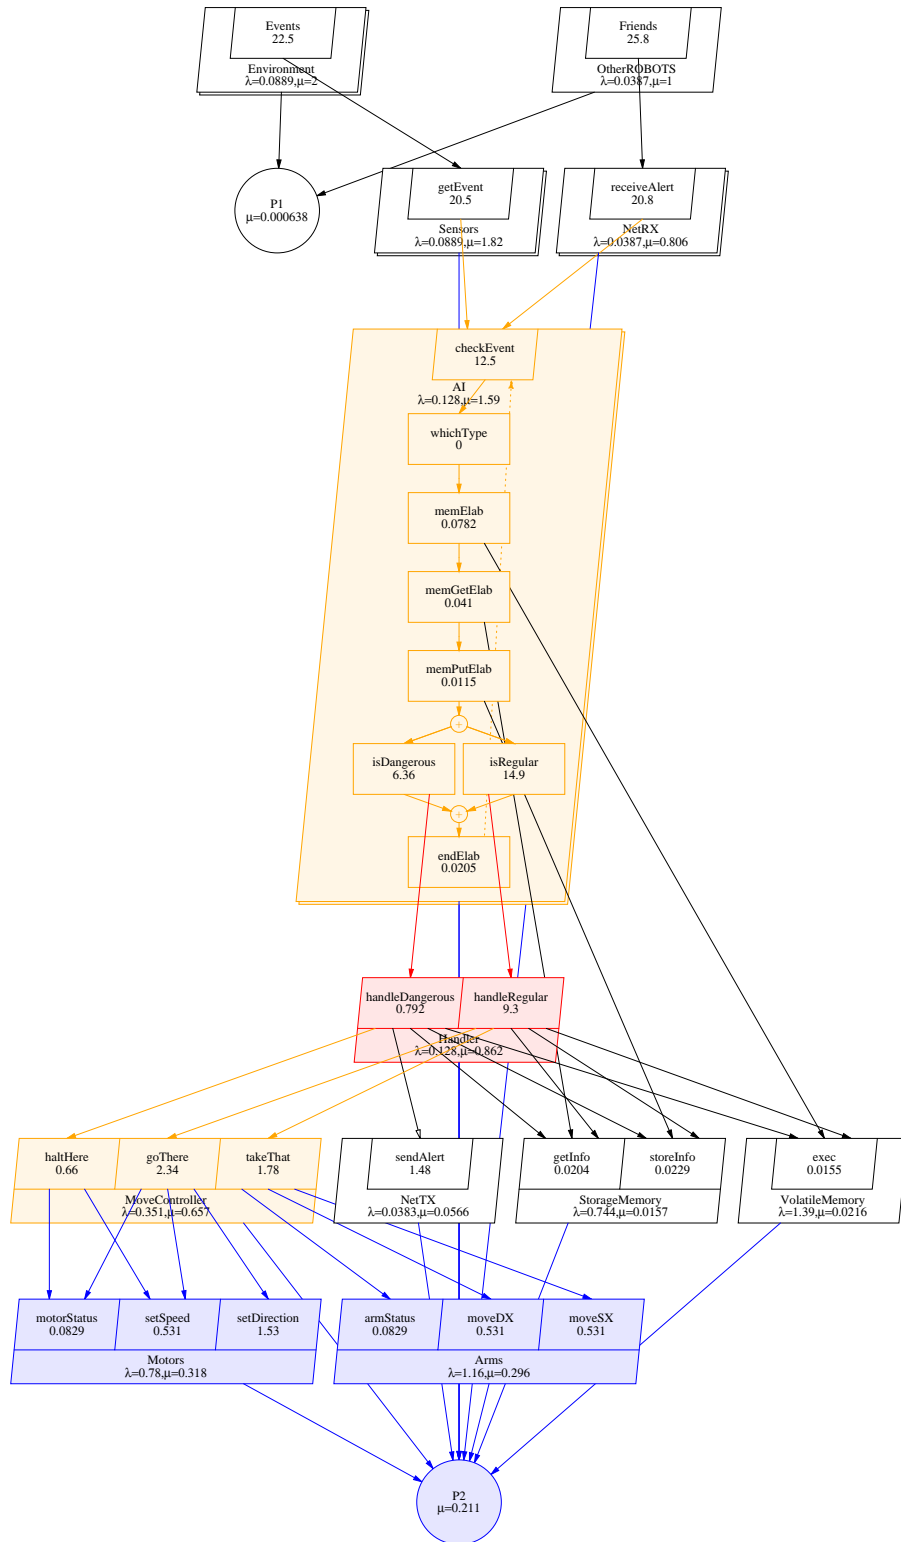 Events
22.5
Environment
λ=0.0889,μ=2
Friends
25.8
OtherROBOTS
λ=0.0387,μ=1
P1
μ=0.000638
getEvent
20.5
Sensors
λ=0.0889,μ=1.82
receiveAlert
20.8
NetRX
λ=0.0387,μ=0.806
checkEvent
12.5
AI
λ=0.128,μ=1.59
whichType
0
memElab
0.0782
memGetElab
0.041
memPutElab
0.0115
+
isDangerous
6.36
isRegular
14.9
+
endElab
0.0205
handleDangerous
0.792
handleRegular
9.3
Handler
λ=0.128,μ=0.862
haltHere
0.66
goThere
2.34
takeThat
1.78
MoveController
λ=0.351,μ=0.657
sendAlert
1.48
NetTX
λ=0.0383,μ=0.0566
getInfo
0.0204
storeInfo
0.0229
StorageMemory
λ=0.744,μ=0.0157
exec
0.0155
VolatileMemory
λ=1.39,μ=0.0216
motorStatus
0.0829
setSpeed
0.531
setDirection
1.53
Motors
λ=0.78,μ=0.318
armStatus
0.0829
moveDX
0.531
moveSX
0.531
Arms
λ=1.16,μ=0.296
P2
μ=0.211